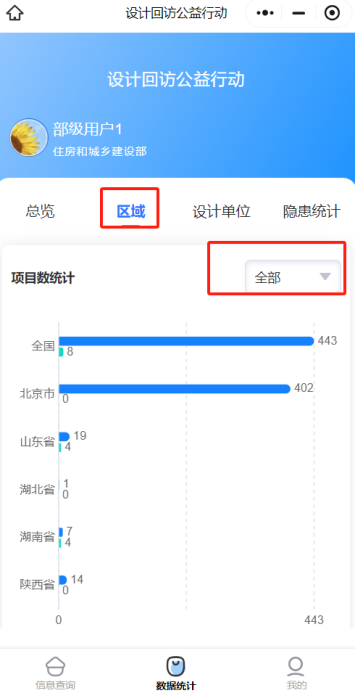 设计回访公益行动
设计回访公益行动
部级用户1
住房和城乡建设部
总览 区域 设计单位 隐患统计
项目数统计 全部
全国 443
8
北京市 402
0
山东省 19
4
湖北省 1
0
湖南省 7
4
陕西省 14
0
0 443
信息查询 数据统计 我的